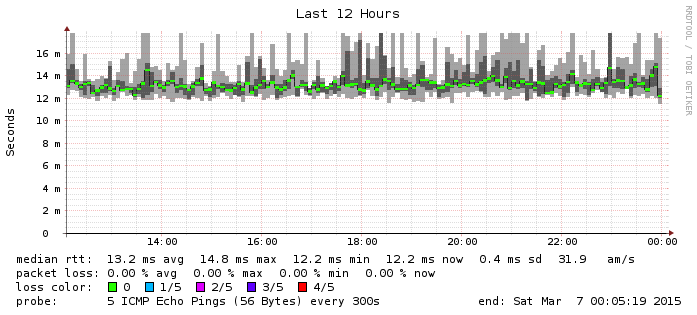 Last 12 Hours
RRDTOOL / TOBI OETIKER
Seconds
16 m
14 m
12 m
10 m
8 m
6 m
4 m
2 m
0
14:00 16:00 18:00 20:00 22:00 00:00
median rtt: 13.2 ms avg 14.8 ms max 12.2 ms min 12.2 ms now 0.4 ms sd 31.9 am/s
packet loss: 0.00 % avg 0.00 % max 0.00 % min 0.00 % now
loss color: 0 1/5 2/5 3/5 4/5
probe: 5 ICMP Echo Pings (56 Bytes) every 300s end: Sat Mar 7 00:05:19 2015